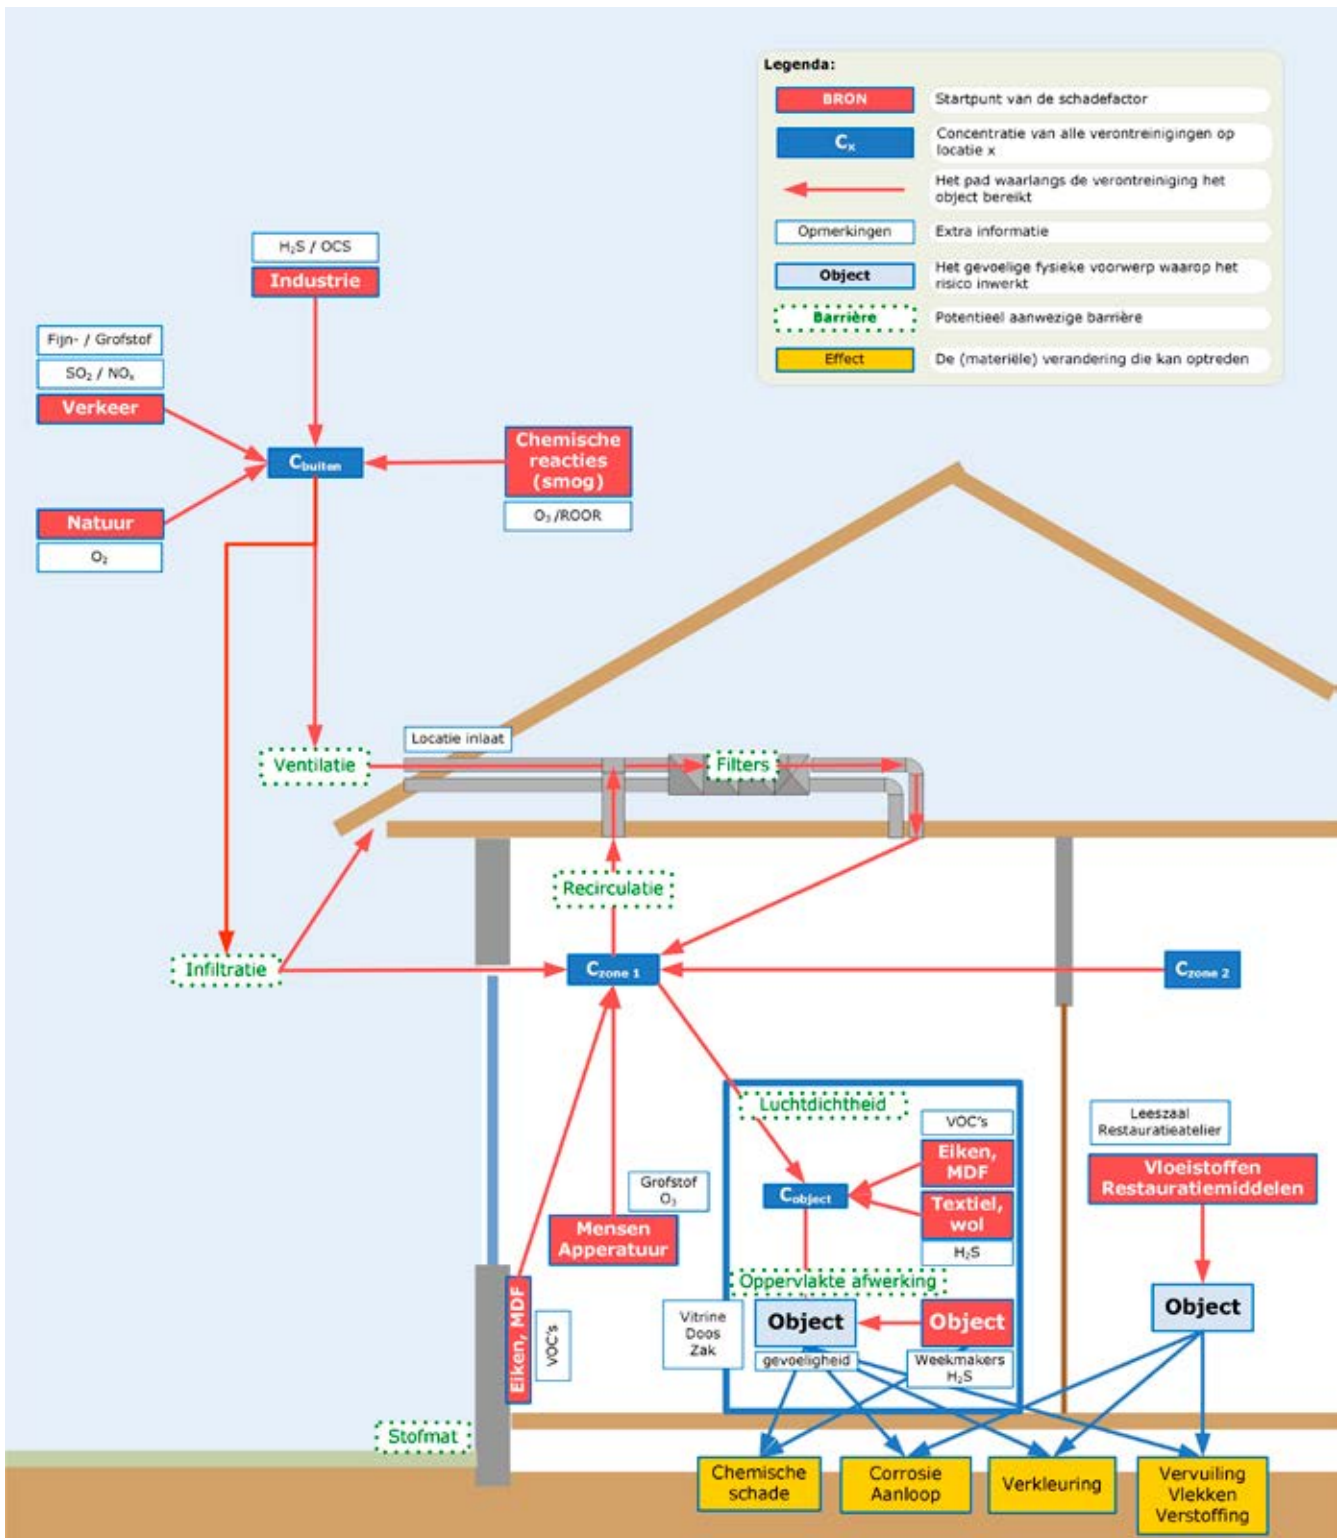 Legenda:
BRON
Startpunt van de schadefactor
Cx
Concentratie van alle verontreinigingen op
locatie x
Het pad waarlangs de verontreiniging het
object bereikt
Opmerkingen
Extra informatie
Object
Het gevoelige fysieke voorwerp waarop het
risico inwerkt
Barrière
Potentieel aanwezige barrière
Effect
De (materiële) verandering die kan optreden
H₂S / OCS
Industrie
Fijn- / Grofstof
SO₂ / NOₓ
Verkeer
Cbuiten
Chemische
reacties
(smog)
O₃ /ROOR
Natuur
O₂
Locatie inlaat
Ventilatie
Filters
Recirculatie
Infiltratie
Czone 1
Czone 2
Luchtdichtheid
VOC's
Eiken,
MDF
Cobject
Textiel,
wol
H₂S
Leeszaal
Restauratieatelier
Vloeistoffen
Restauratiemiddelen
Grofstof
O₃
Mensen
Apperatuur
Oppervlakte afwerking
Eiken, MDF
VOC's
Vitrine
Doos
Zak
Object
gevoeligheid
Object
Weekmakers
H₂S
Object
Stofmat
Chemische
schade
Corrosie
Aanloop
Verkleuring
Vervuiling
Vlekken
Verstoffing